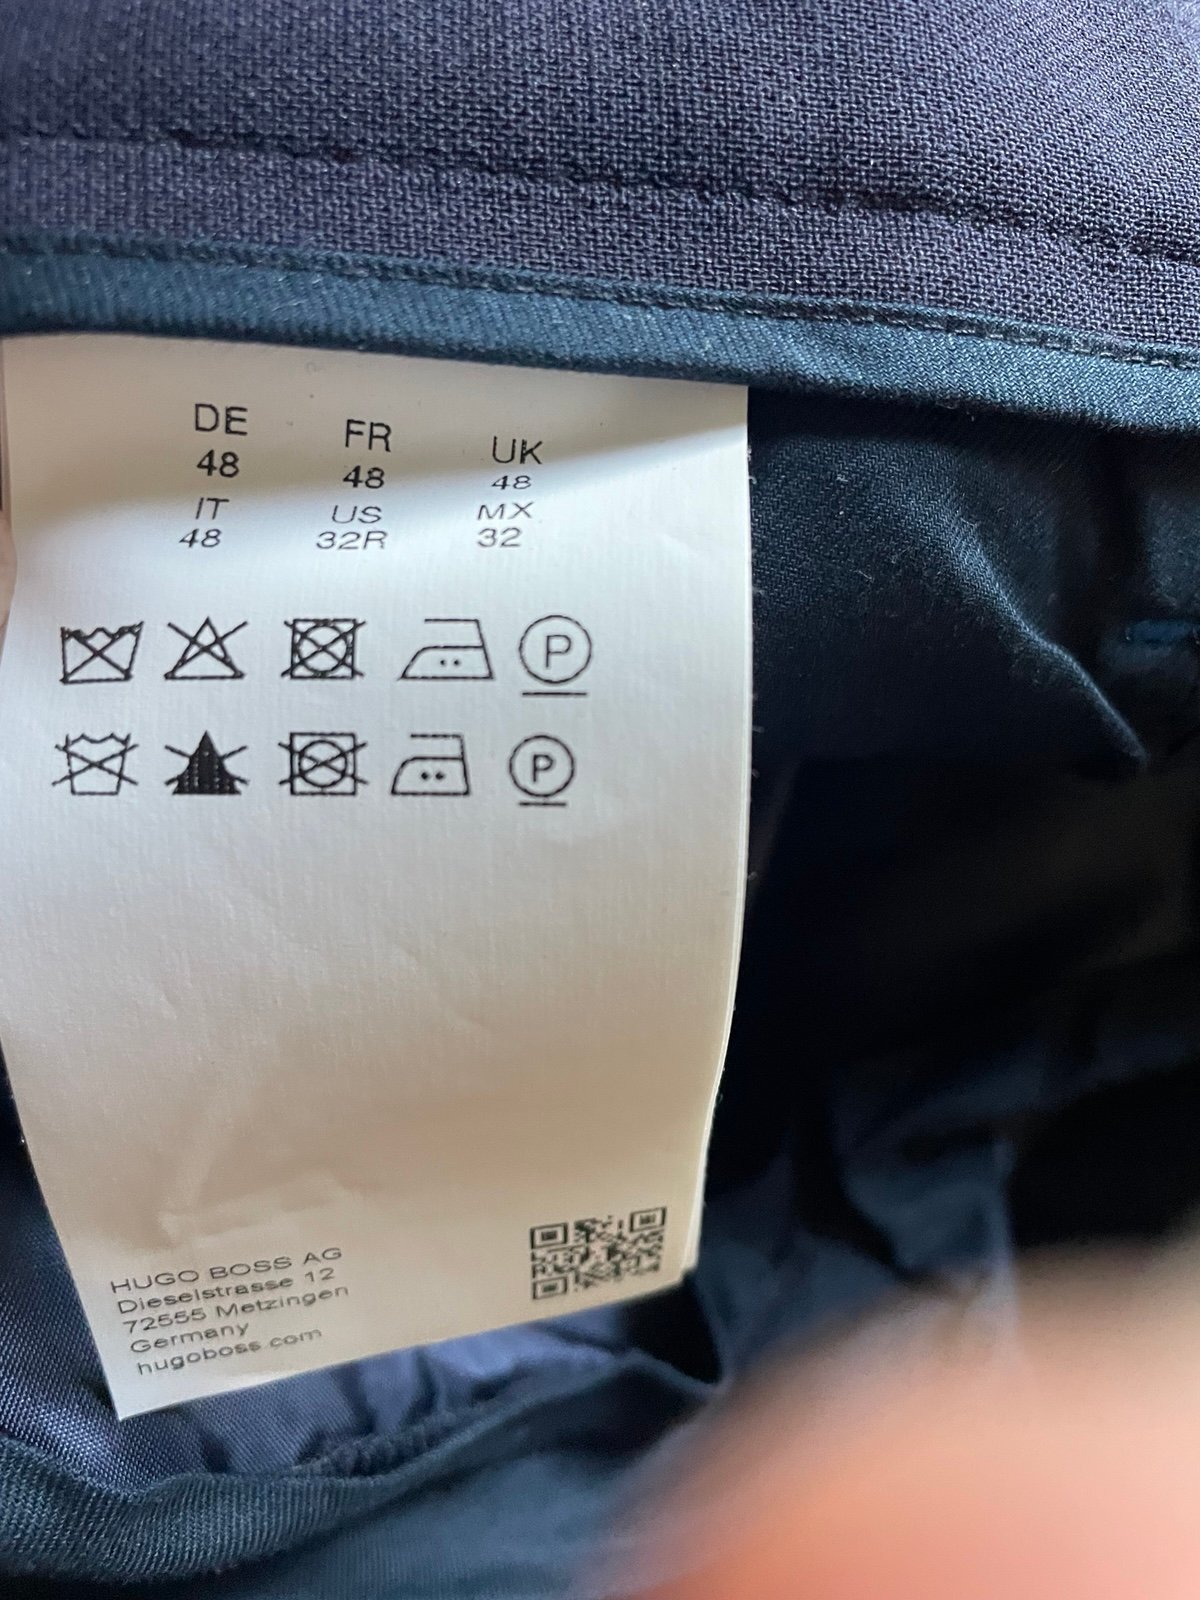 DE FR UK
48 48 48
IT US MX
48 32R 32
P
P
HUGO BOSS AG
Dieselstrasse 12
72555 Metzingen
Germany
hugoboss.com